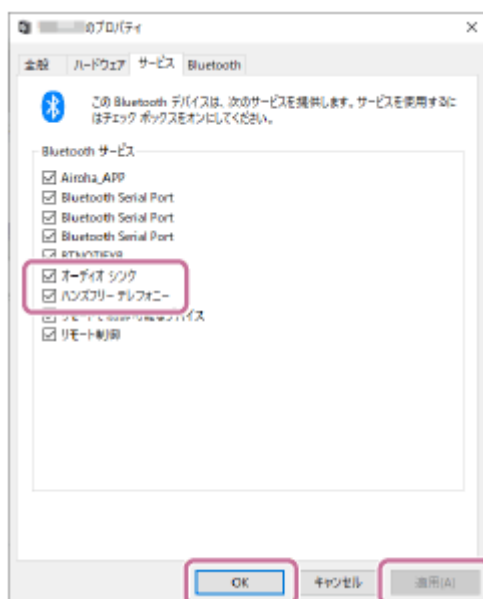 のプロパティ
全般 ハードウェア サービス Bluetooth
この Bluetooth デバイスは、次のサービスを提供します。サービスを使用するに
はチェック ボックスをオンにしてください。
Bluetooth サービス
Airoha_APP
Bluetooth Serial Port
Bluetooth Serial Port
Bluetooth Serial Port
オーディオ シンク
ハンズフリー テレフォニー
リモート制御
OK キャンセル 適用(A)